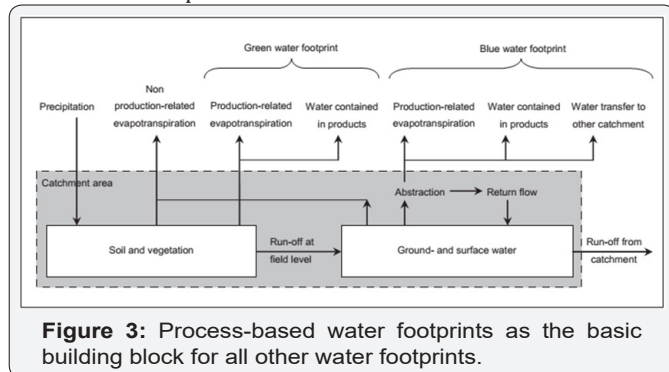 Green water footprint
Blue water footprint
Non
Precipitation
production-related
evapotranspiration
Production-related
evapotranspiration
Water contained
in products
Production-related
evapotranspiration
Water contained
in products
Water transfer to
other catchment
Catchment area
Abstraction
Return flow
Soil and vegetation
Run-off at
field level
Ground- and surface water
Run-off from
catchment
Figure 3: Process-based water footprints as the basic
building block for all other water footprints.